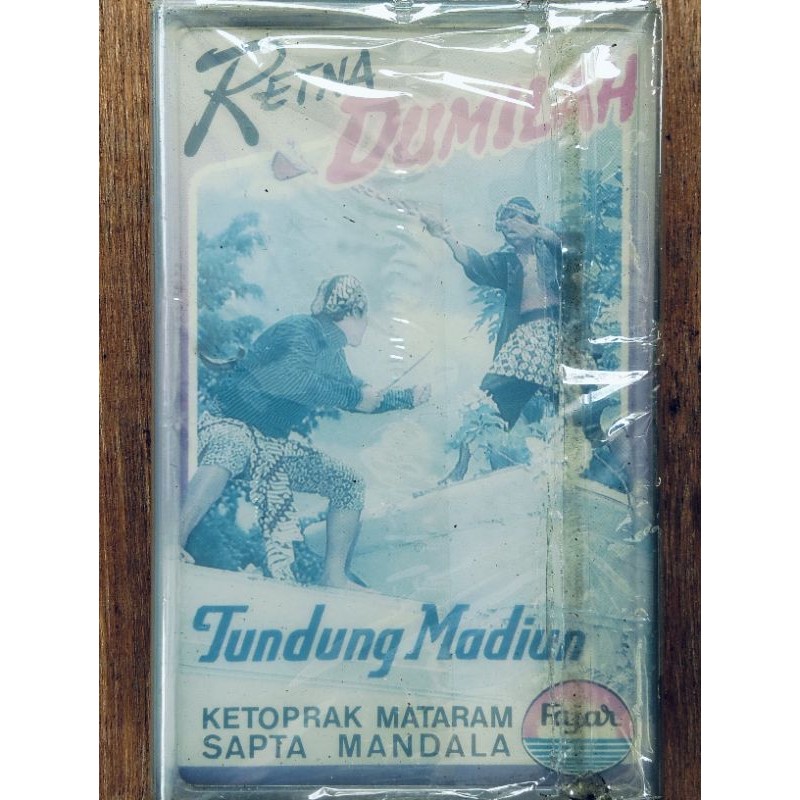 RETNA
DUMILAH
Tundung Madiun
KETOPRAK MATARAM
SAPTA MANDALA
Fajar